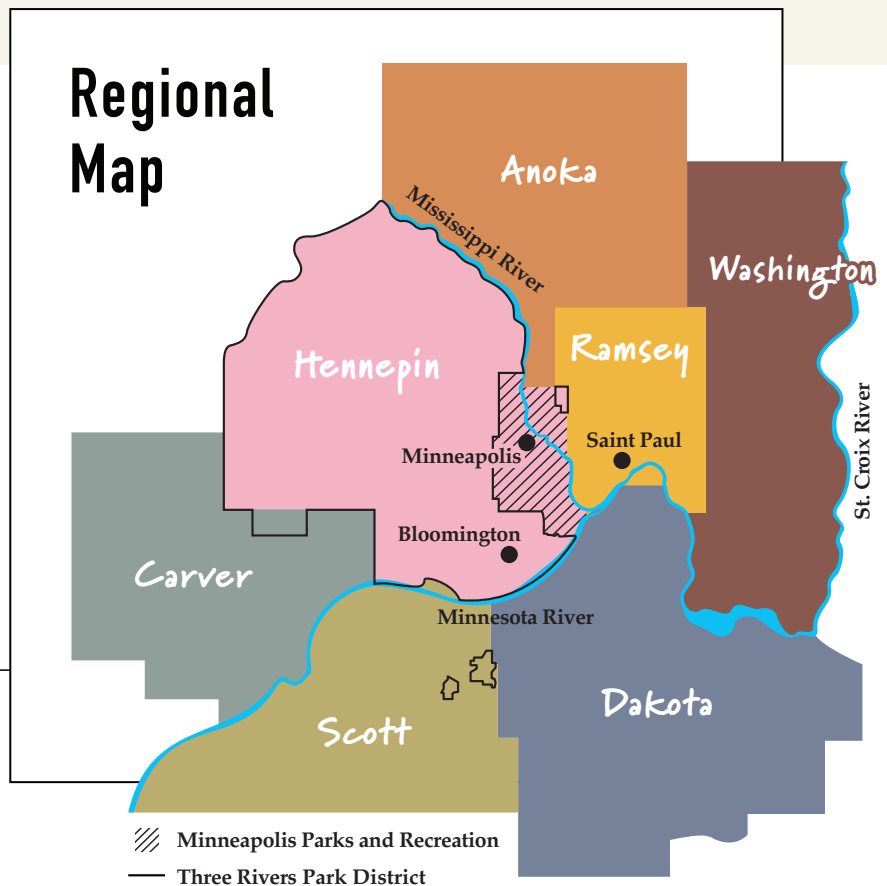 Regional
Map
Anoka
Mississippi River
Washington
Hennepin
Ramsey
St. Croix River
Saint Paul
Minneapolis
Bloomington
Carver
Minnesota River
Dakota
Scott
Minneapolis Parks and Recreation
Three Rivers Park District